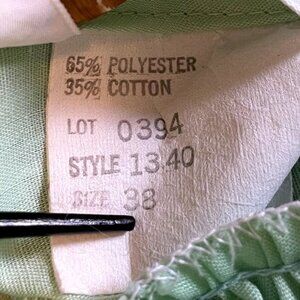 65% POLYESTER
35% COTTON
LOT 0394
STYLE 1340
SIZE 38